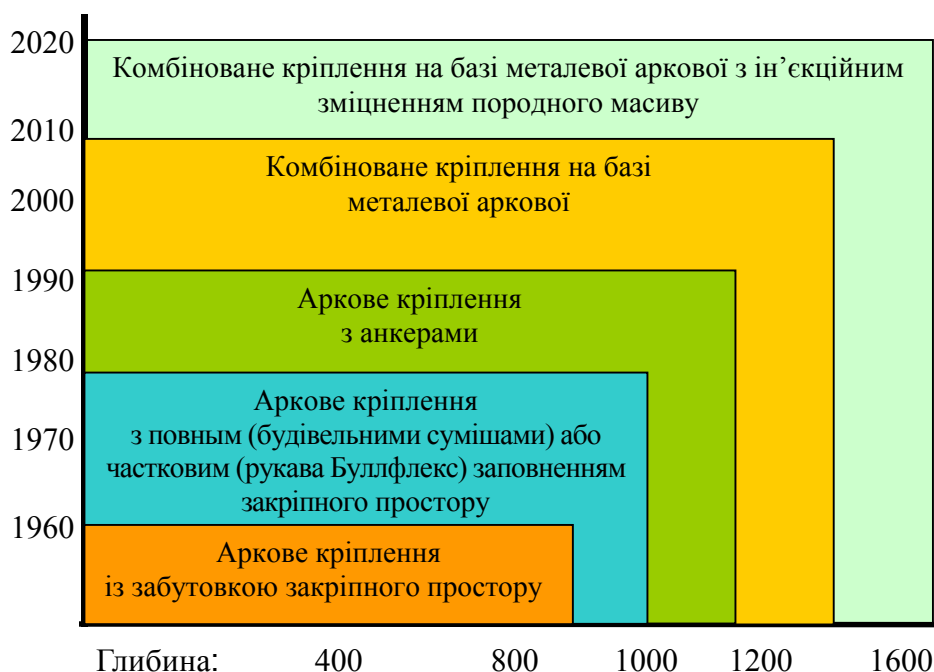 2020
Комбіноване кріплення на базі металевої аркової з ін’єкційним
зміцненням породного масиву
2010
Комбіноване кріплення на базі
металевої аркової
2000
1990
Аркове кріплення
з анкерами
1980
Аркове кріплення
з повным (будівельними сумішами) або
частковим (рукава Буллфлекс) заповненням
закріпного простору
1970
1960
Аркове кріплення
із забутовкою закріпного простору
Глибина: 400 800 1000 1200 1600